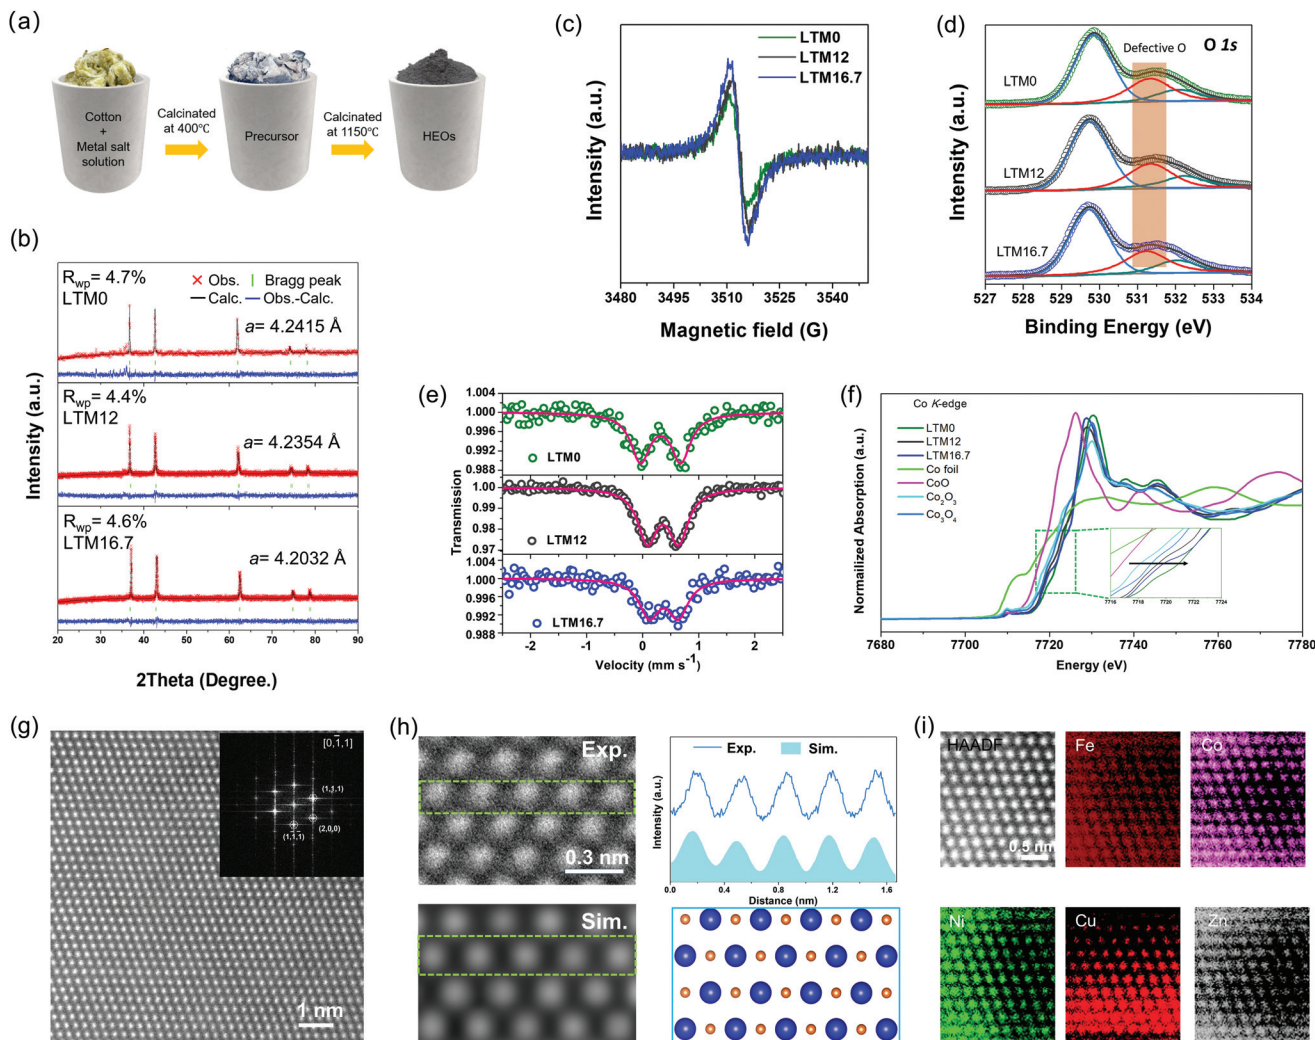 (a)
Cotton
+
Metal salt
solution
Calcinated
at 400℃
Precursor
Calcinated
at 1150℃
HEOs
(b)
Rwp= 4.7%
LTM0
Obs.
Bragg peak
Calc.
Obs.-Calc.
a= 4.2415 Å
Rwp= 4.4%
LTM12
a= 4.2354 Å
Rwp= 4.6%
LTM16.7
a= 4.2032 Å
Intensity (a.u.)
20 30 40 50 60 70 80 90
2Theta (Degree.)
(c)
LTM0
LTM12
LTM16.7
Intensity (a.u.)
3480 3495 3510 3525 3540
Magnetic field (G)
(d)
Defective O
O 1s
LTM0
LTM12
LTM16.7
Intensity (a.u.)
527 528 529 530 531 532 533 534
Binding Energy (eV)
(e)
1.004
1.000
0.996
0.992
0.988
LTM0
1.00
0.99
0.98
0.97
LTM12
1.004
1.000
0.996
0.992
0.988
LTM16.7
Transmission
-2 -1 0 1 2
Velocity (mm s-1)
(f)
Co K-edge
LTM0
LTM12
LTM16.7
Co foil
CoO
Co2O3
Co3O4
Normailized Absorption (a.u.)
7716 7718 7720 7722 7724
7680 7700 7720 7740 7760 7780
Energy (eV)
(g)
[0,1̄,1]
(1,1,1)
(2,0,0)
1 nm
(h)
Exp.
0.3 nm
Sim.
Exp.
Sim.
Intensity (a.u.)
0.0 0.4 0.8 1.2 1.6
Distance (nm)
(i)
HAADF
0.5 nm
Fe
Co
Ni
Cu
Zn